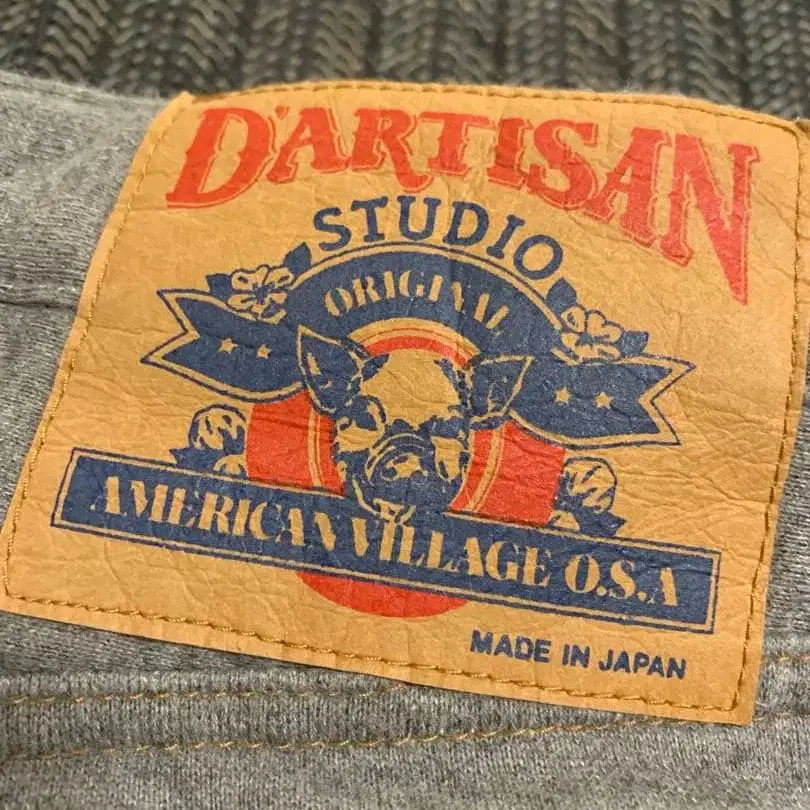 D'ARTISAN
STUDIO
ORIGINAL
AMERICAN VILLAGE O.S.A
MADE IN JAPAN